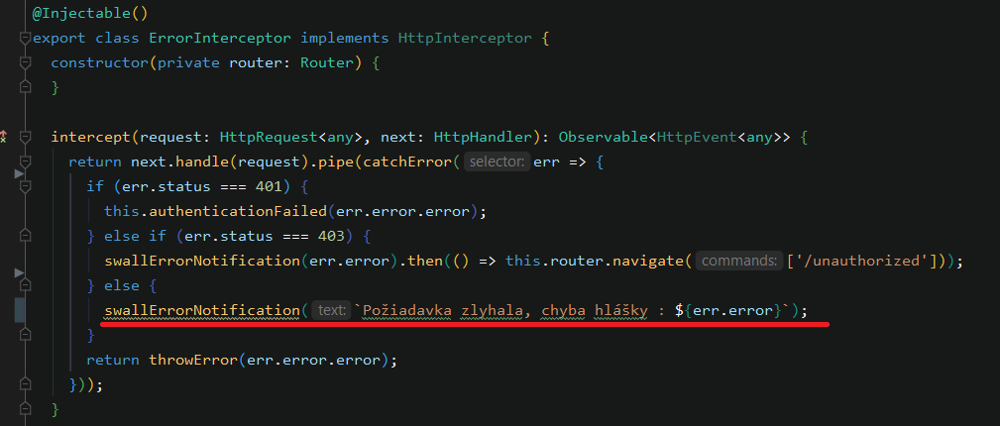 @Injectable()
export class ErrorInterceptor implements HttpInterceptor {
constructor(private router: Router) {
}
intercept(request: HttpRequest<any>, next: HttpHandler): Observable<HttpEvent<any>> {
return next.handle(request).pipe(catchError( selector: err => {
if (err.status === 401) {
this.authenticationFailed(err.error.error);
} else if (err.status === 403) {
swallErrorNotification(err.error).then(() => this.router.navigate( commands: ['/unauthorized']));
} else {
swallErrorNotification( text: `Požiadavka zlyhala, chyba hlášky : ${err.error}`);
}
return throwError(err.error.error);
}));
}